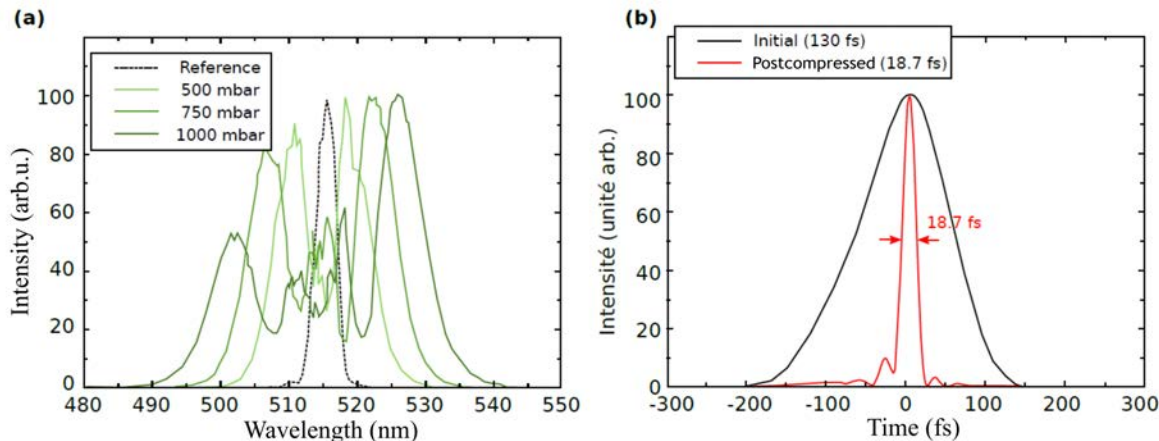 (a)
Reference
500 mbar
750 mbar
1000 mbar
Intensity (arb.u.)
100
80
60
40
20
0
480 490 500 510 520 530 540 550
Wavelength (nm)
(b)
Initial (130 fs)
Postcompressed (18.7 fs)
Intensité (unité arb.)
100
80
60
40
20
0
18.7 fs
-300 -200 -100 0 100 200 300
Time (fs)